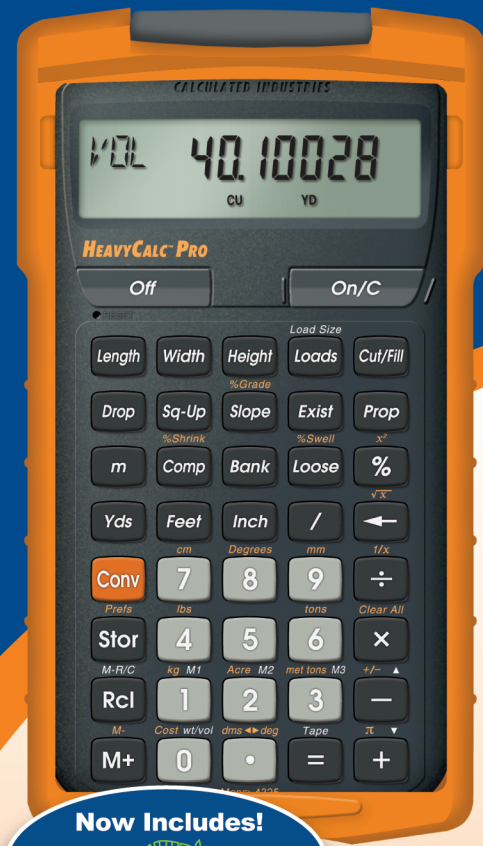 CALCULATED INDUSTRIES
VOL 40.10028
CU YD
HEAVYCALC™ PRO
Off On/C
RESET
Load Size
Length Width Height Loads Cut/Fill
%Grade
Drop Sq-Up Slope Exist Prop
%Shrink %Swell x²
m Comp Bank Loose %
√x
Yds Feet Inch / ←
cm Degrees mm 1/x
Conv 7 8 9 ÷
Prefs lbs tons Clear All
Stor 4 5 6 ×
M-R/C kg M1 Acre M2 met tons M3 +/– ▲
Rcl 1 2 3 –
M- Cost wt/vol dms◄►deg Tape π ▼
M+ 0 • = +
Model 4325
Now Includes!